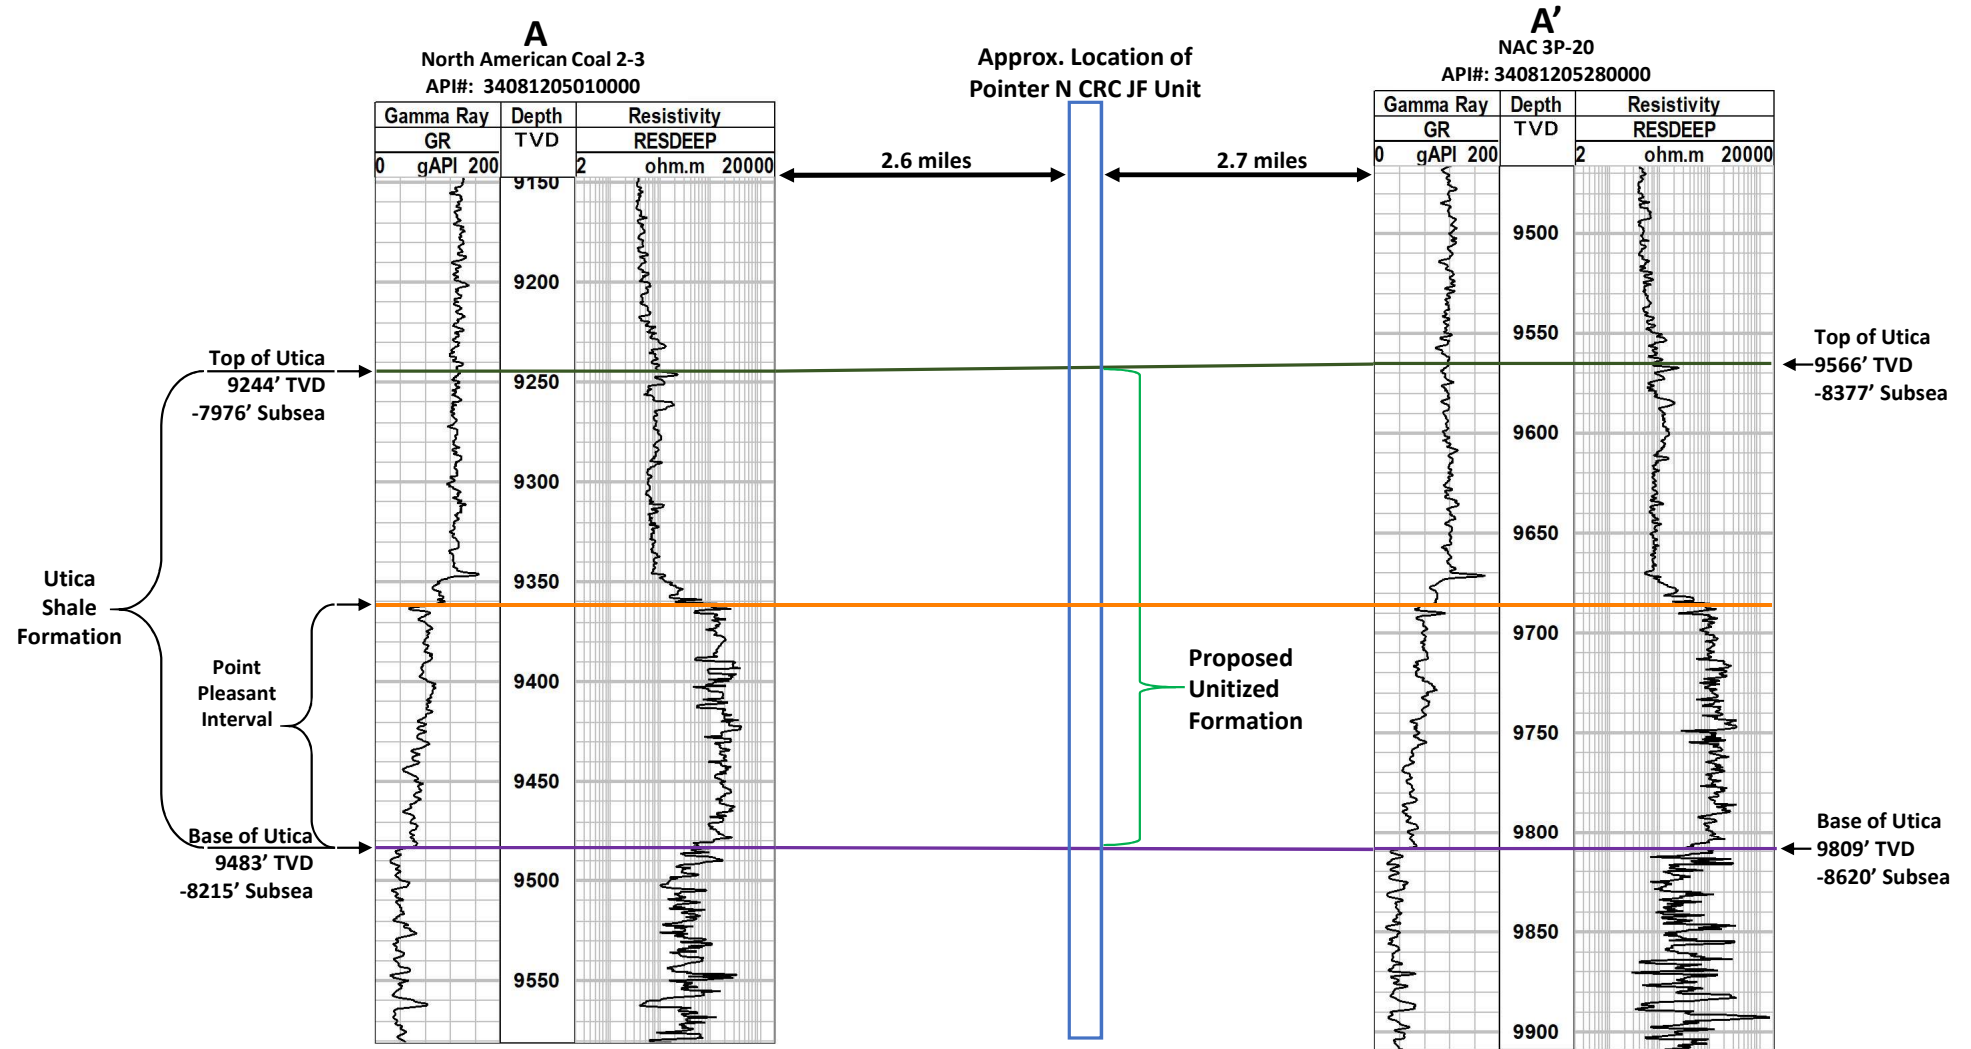 A
North American Coal 2-3
API#: 34081205010000
Gamma Ray Depth Resistivity
GR TVD RESDEEP
0 gAPI 200 2 ohm.m 20000
9150
9200
9250
9300
9350
9400
9450
9500
9550
Top of Utica
9244’ TVD
-7976’ Subsea
Utica
Shale
Formation
Point
Pleasant
Interval
Base of Utica
9483’ TVD
-8215’ Subsea
Approx. Location of
Pointer N CRC JF Unit
2.6 miles
2.7 miles
Proposed
Unitized
Formation
A’
NAC 3P-20
API#: 34081205280000
Gamma Ray Depth Resistivity
GR TVD RESDEEP
0 gAPI 200 2 ohm.m 20000
9500
9550
9600
9650
9700
9750
9800
9850
9900
Top of Utica
9566’ TVD
-8377’ Subsea
Base of Utica
9809’ TVD
-8620’ Subsea